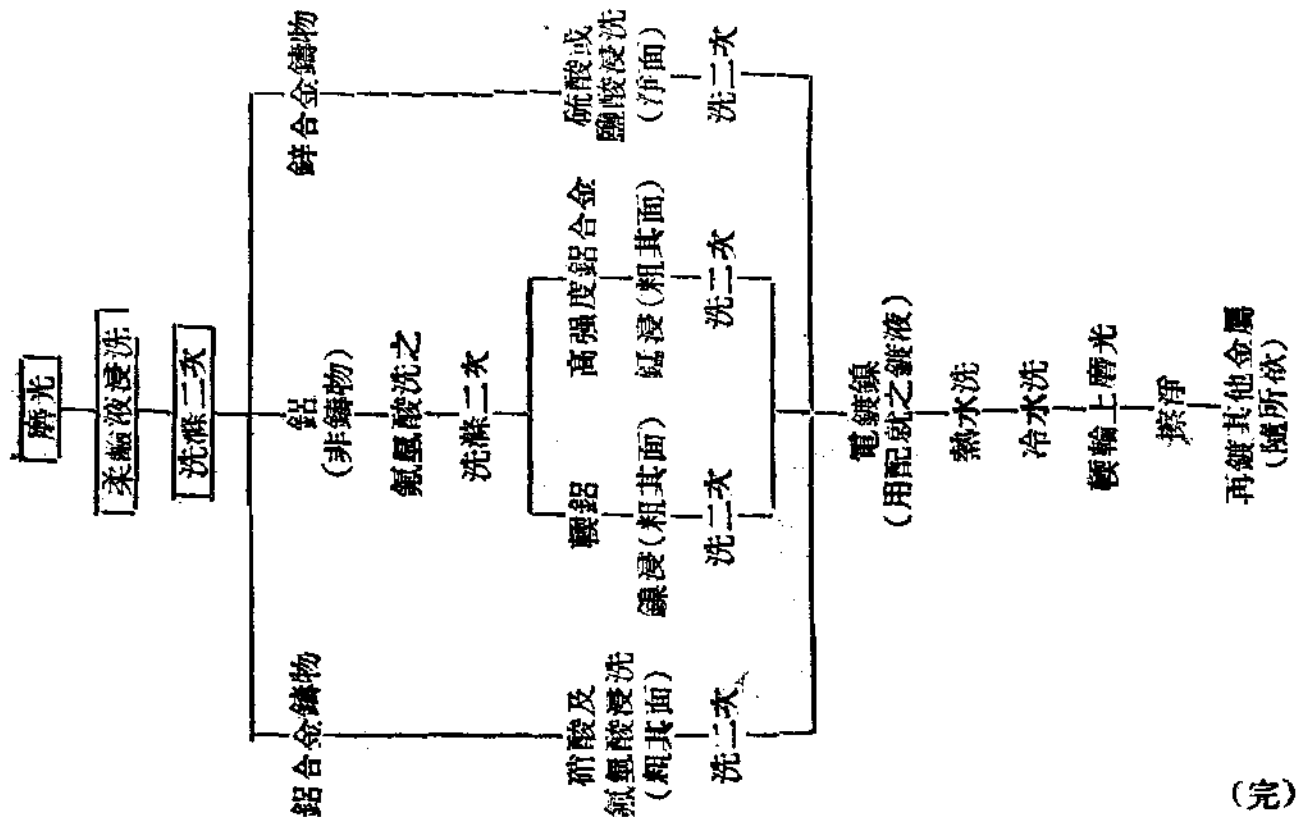 磨光
柔鹼液浸洗
洗滌二次
鋅合金鑄物
硫酸或
鹽酸浸洗
(淨面)
洗二次
鋁
(非鑄物)
氟氫酸洗之
洗滌二次
高强度鋁合金
錳浸(粗其面)
洗二次
輭鋁
鎳浸(粗其面)
洗二次
鋁合金鑄物
硝酸及
氟氫酸浸洗
(粗其面)
洗二次
電鍍鎳
(用配就之鍍液)
熱水洗
冷水洗
輭輪上磨光
擦淨
再鍍其他金屬
(隨所欲)
(完)